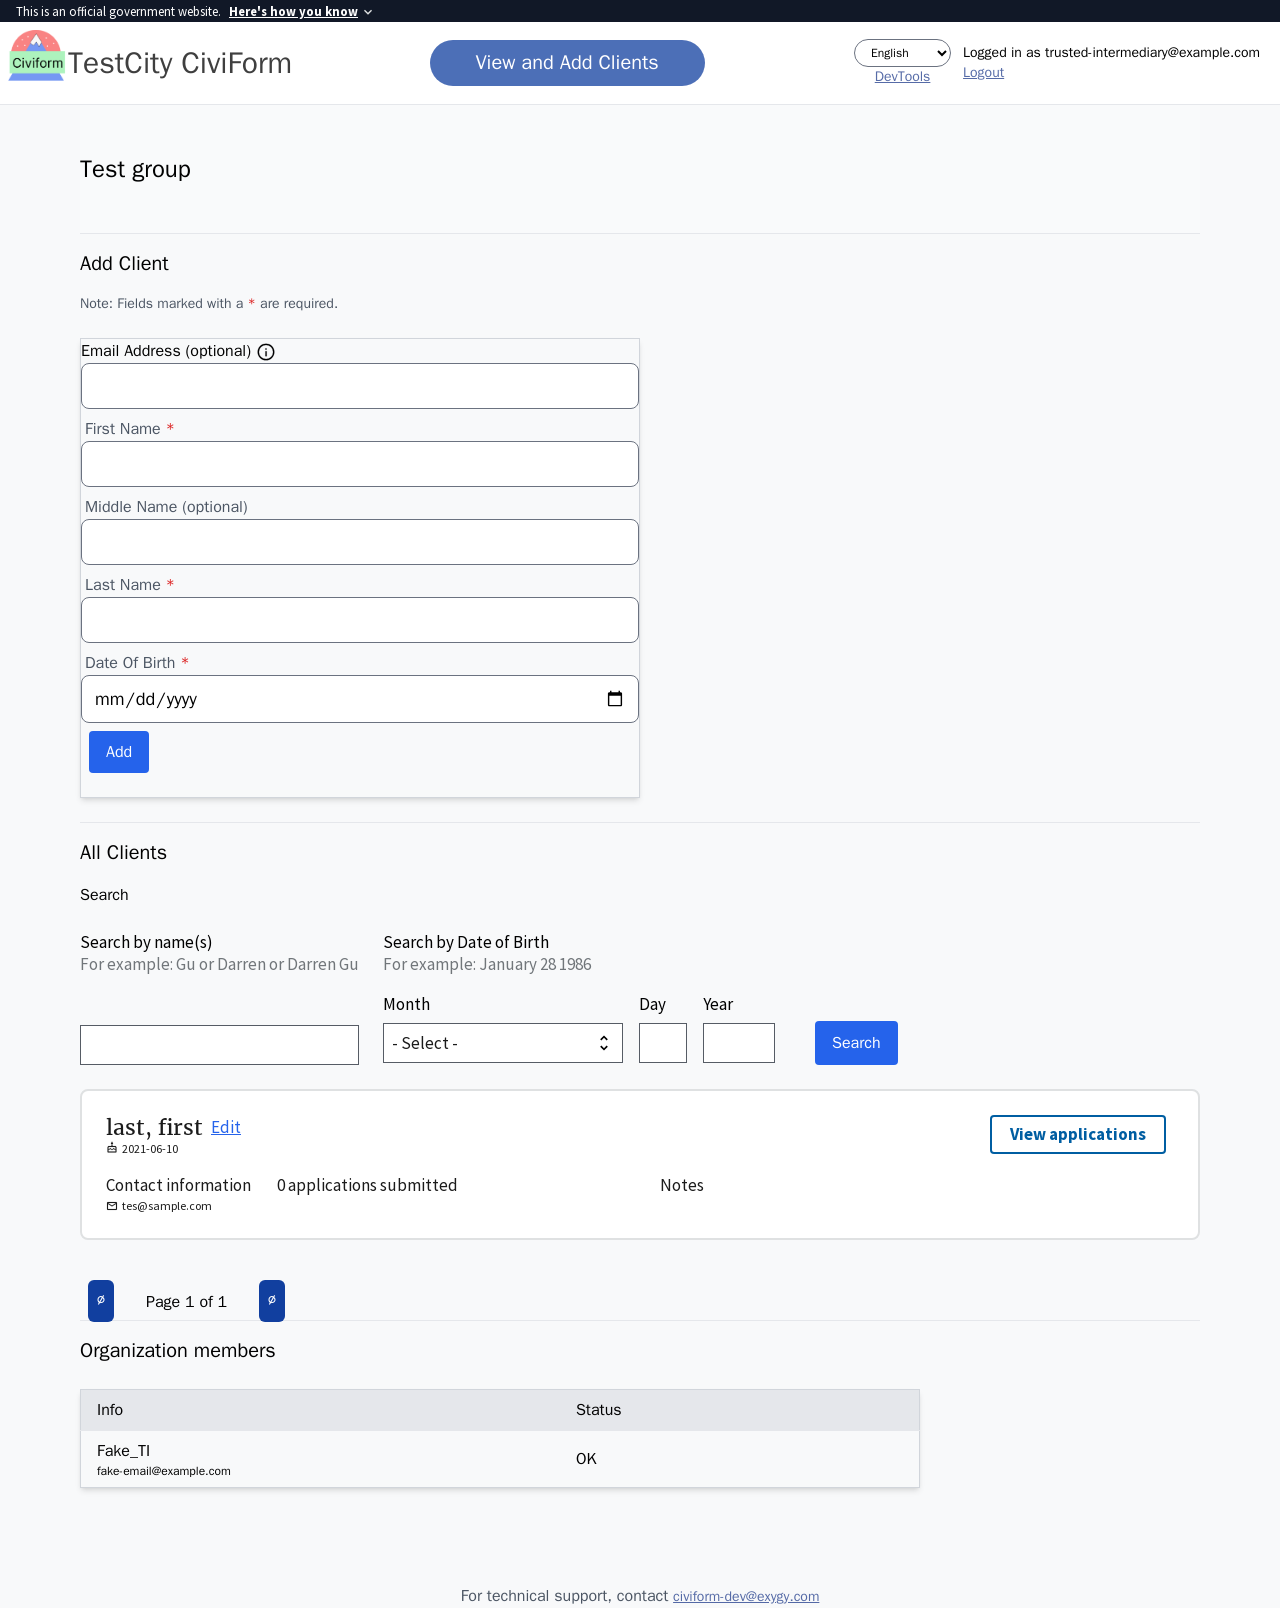 This is an official government website. Here's how you know
Civiform TestCity CiviForm
View and Add Clients
English
DevTools
Logged in as trusted-intermediary@example.com
Logout
Test group
Add Client
Note: Fields marked with a * are required.
Email Address (optional)
First Name *
Middle Name (optional)
Last Name *
Date Of Birth *
mm/dd/yyyy
Add
All Clients
Search
Search by name(s)
For example: Gu or Darren or Darren Gu
Search by Date of Birth
For example: January 28 1986
Month Day Year
- Select -
Search
last, first Edit
2021-06-10
View applications
Contact information 0 applications submitted Notes
tes@sample.com
Page 1 of 1
Organization members
Info Status
Fake_TI
fake-email@example.com
OK
For technical support, contact civiform-dev@exygy.com